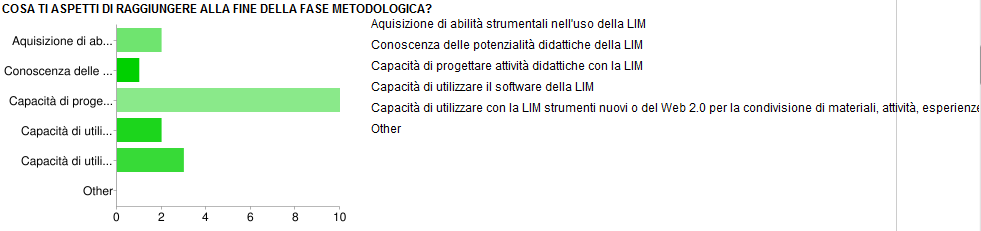 COSA TI ASPETTI DI RAGGIUNGERE ALLA FINE DELLA FASE METODOLOGICA?
Aquisizione di ab...
Conoscenza delle ...
Capacità di proge...
Capacità di utili...
Capacità di utili...
Other
0 2 4 6 8 10
Aquisizione di abilità strumentali nell'uso della LIM
Conoscenza delle potenzialità didattiche della LIM
Capacità di progettare attività didattiche con la LIM
Capacità di utilizzare il software della LIM
Capacità di utilizzare con la LIM strumenti nuovi o del Web 2.0 per la condivisione di materiali, attività, esperienze
Other